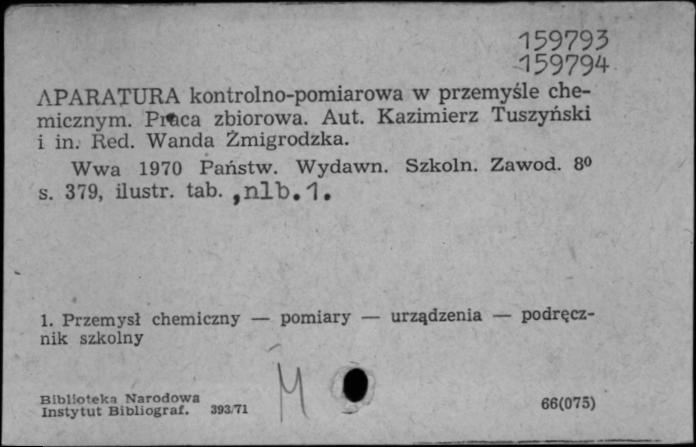 159793
159794
APARATURA kontrolno-pomiarowa w przemyśle che-
micznym. Praca zbiorowa. Aut. Kazimierz Tuszyński
i in. Red. Wanda Żmigrodzka.
Wwa 1970 Państw. Wydawn. Szkoln. Zawod. 8º
s. 379, ilustr. tab. ,nlb.1.
1. Przemysł chemiczny — pomiary — urządzenia — podręcz-
nik szkolny
M
Biblioteka Narodowa
Instytut Bibliograf. 393/71
66(075)